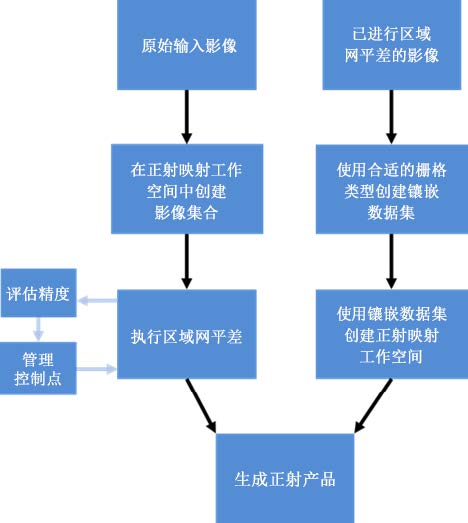 原始输入影像
已进行区域
网平差的影像
在正射映射工作
空间中创建
影像集合
使用合适的栅格
类型创建镶嵌
数据集
评估精度
管理
控制点
执行区域网平差
使用镶嵌数据集
创建正射映射
工作空间
生成正射产品